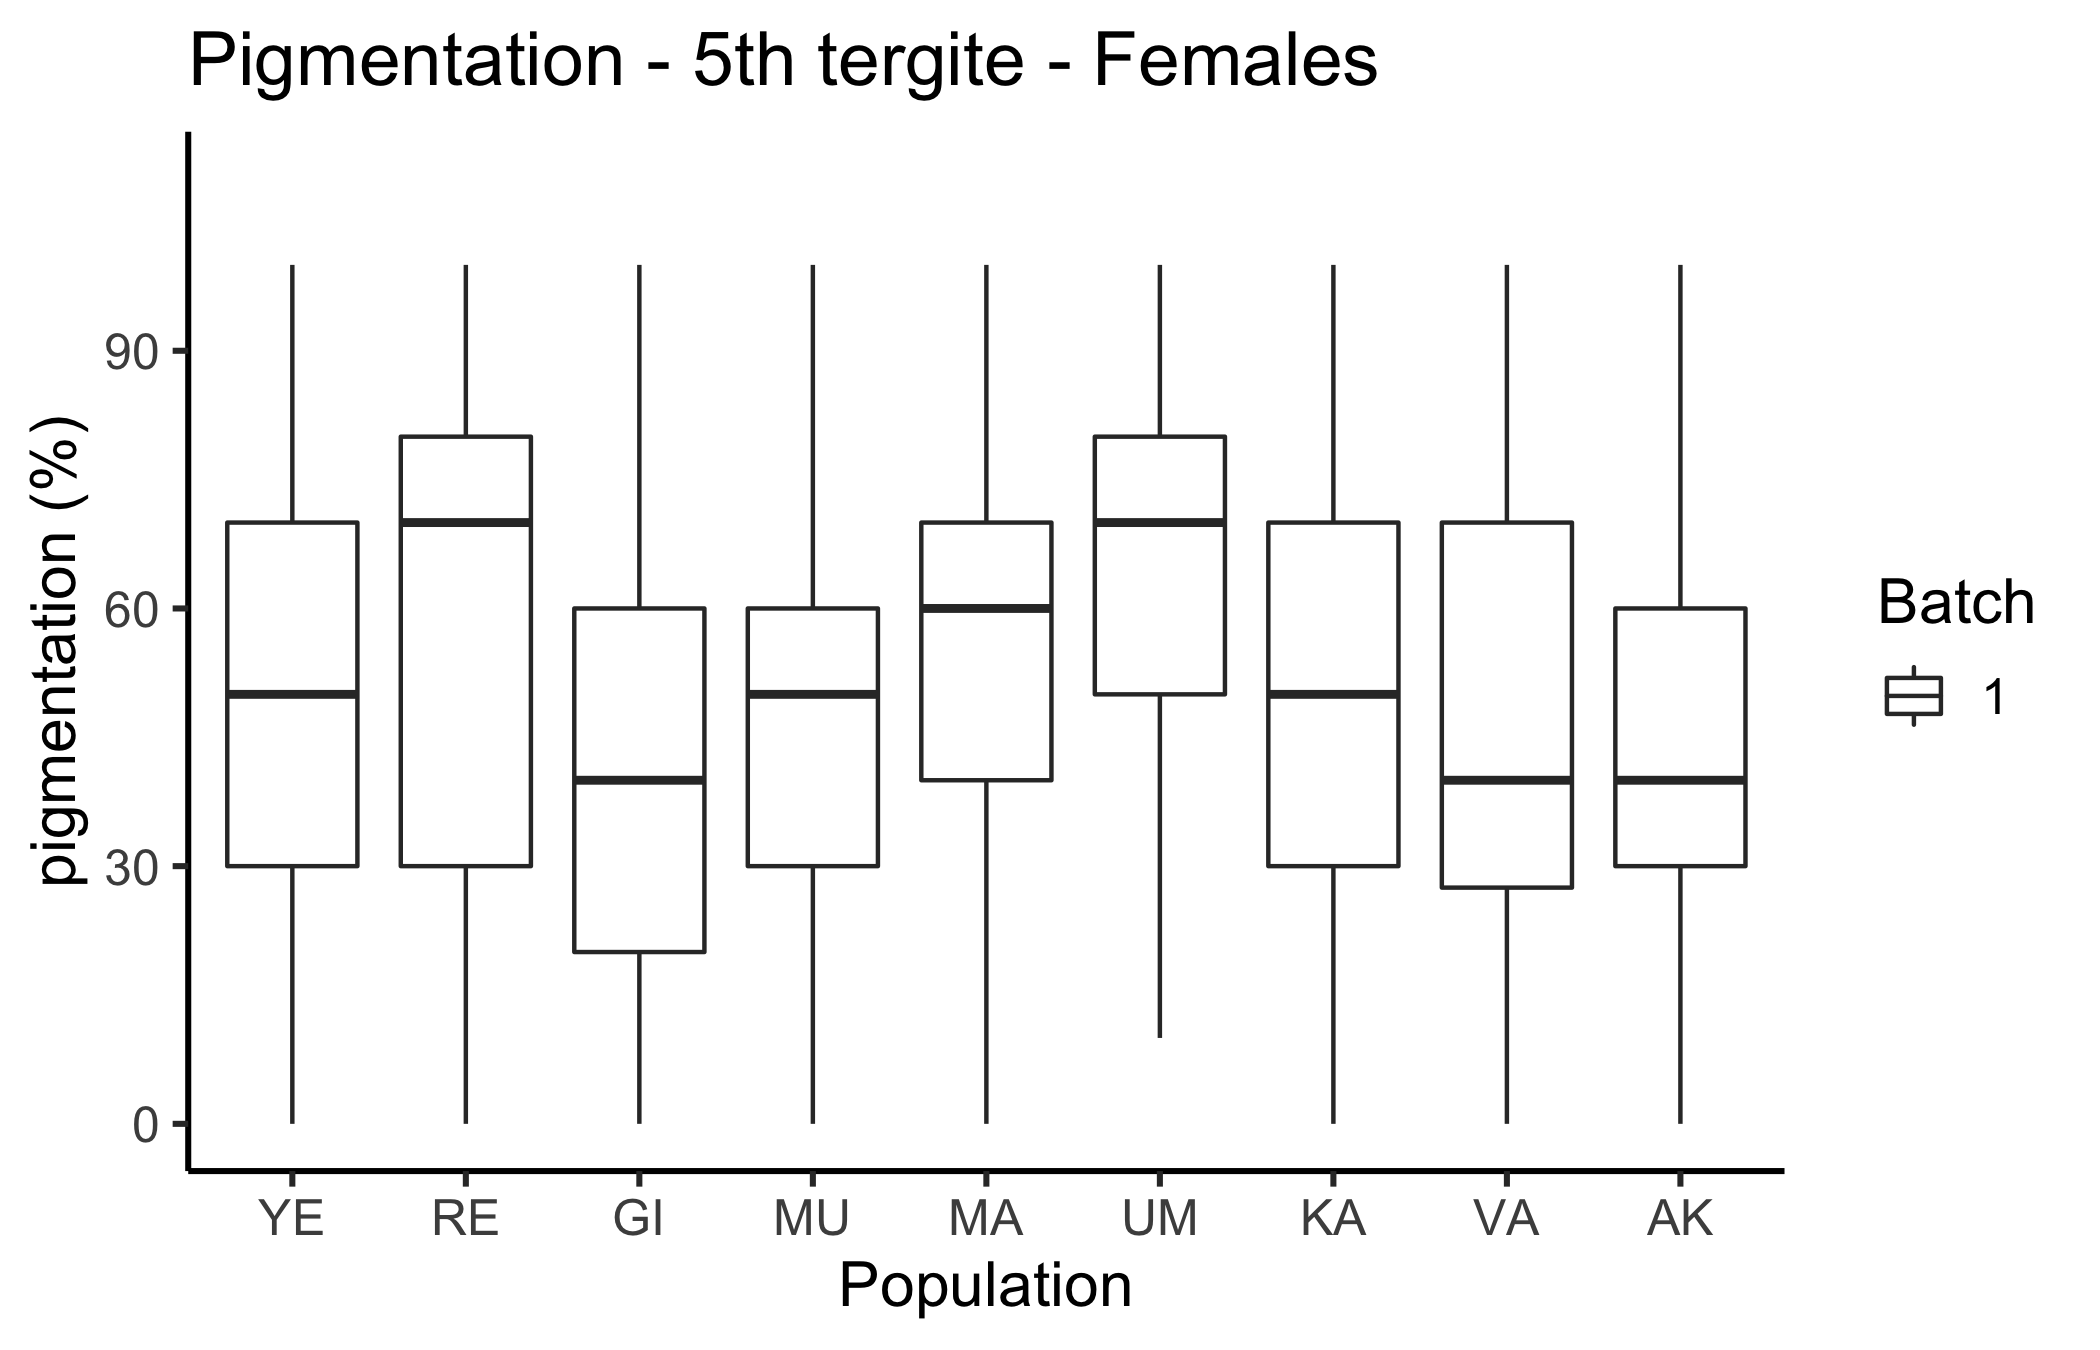 Pigmentation - 5th tergite - Females
pigmentation (%)
90
60
30
0
YE RE GI MU MA UM KA VA AK
Population
Batch
1